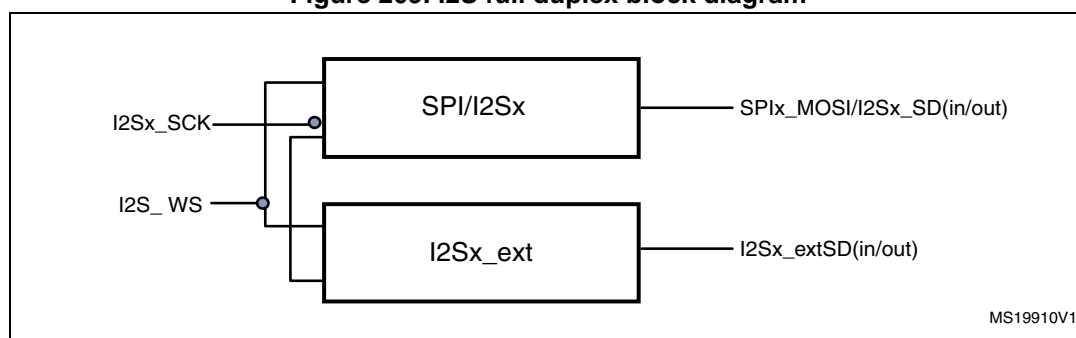 I2Sx_SCK
I2S_ WS
SPI/I2Sx
SPIx_MOSI/I2Sx_SD(in/out)
I2Sx_ext
I2Sx_extSD(in/out)
MS19910V1